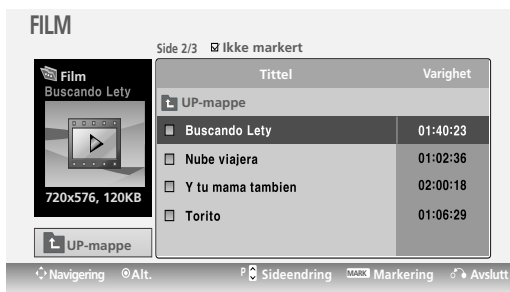 FILM
Side 2/3 Ikke markert
Film
Buscando Lety
720x576, 120KB
UP-mappe
Tittel Varighet
UP-mappe
Buscando Lety 01:40:23
Nube viajera 01:02:36
Y tu mama tambien 02:00:18
Torito 01:06:29
Navigering Alt. P Sideendring MARK Markering Avslutt